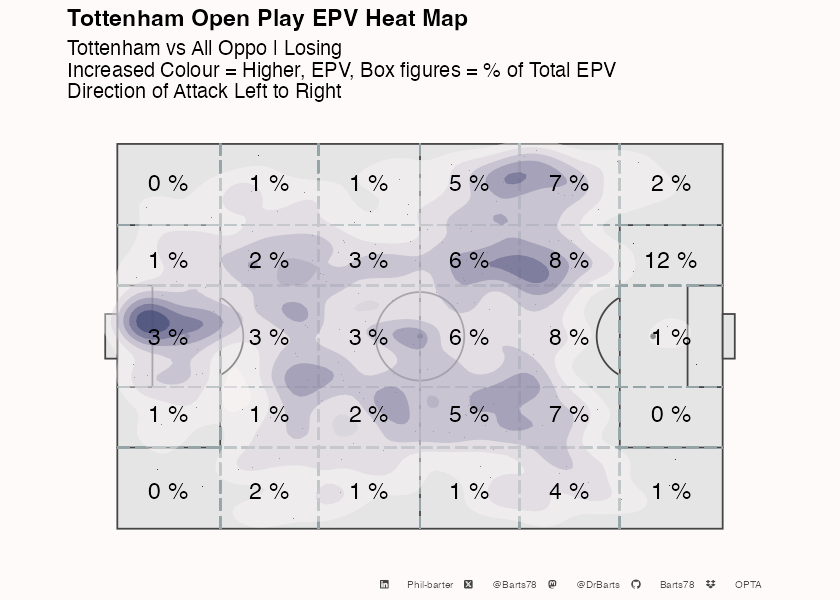 Tottenham Open Play EPV Heat Map
Tottenham vs All Oppo | Losing
Increased Colour = Higher, EPV, Box figures = % of Total EPV
Direction of Attack Left to Right
0 % 1 % 1 % 5 % 7 % 2 %
1 % 2 % 3 % 6 % 8 % 12 %
3 % 3 % 3 % 6 % 8 % 1 %
1 % 1 % 2 % 5 % 7 % 0 %
0 % 2 % 1 % 1 % 4 % 1 %
Phil-barter @Barts78 @DrBarts Barts78 OPTA